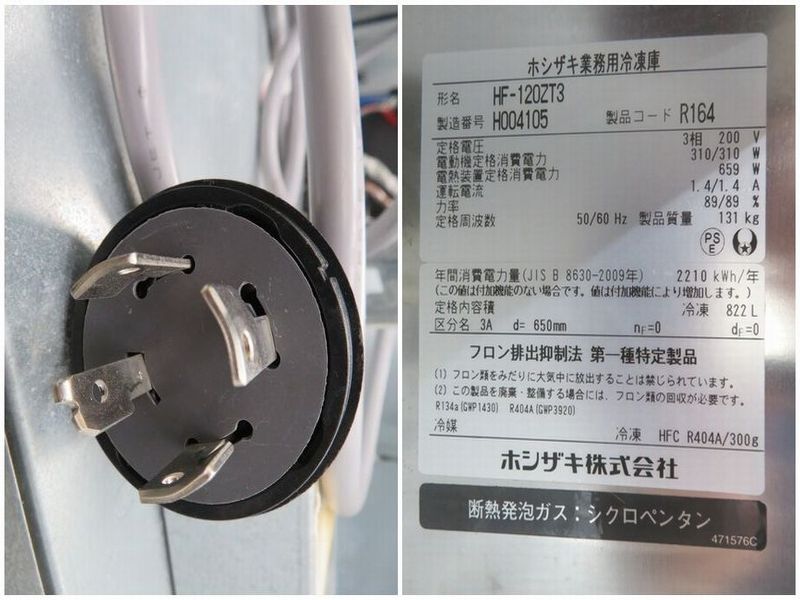 ホシザキ業務用冷凍庫
形名 HF-120ZT3
製造番号 H004105 製品コード R164
定格電圧 3相 200 V
電動機定格消費電力 310/310 W
電熱装置定格消費電力 659 W
運転電流 1.4/1.4 A
力率 89/89 %
定格周波数 50/60 Hz 製品質量 131 kg
PS
E
年間消費電力量(JIS B 8630-2009年) 2210 kWh/年
(この値は付加機能のない場合です。値は付加機能により増加します。)
定格内容積 冷凍 822 L
区分名 3A d= 650mm nF=0 dF=0
フロン排出抑制法 第一種特定製品
(1) フロン類をみだりに大気中に放出することは禁じられています。
(2) この製品を廃棄・整備する場合には、フロン類の回収が必要です。
R134a(GWP1430) R404A(GWP3920)
冷媒 冷凍 HFC R404A/300g
ホシザキ株式会社
断熱発泡ガス：シクロペンタン
471576C